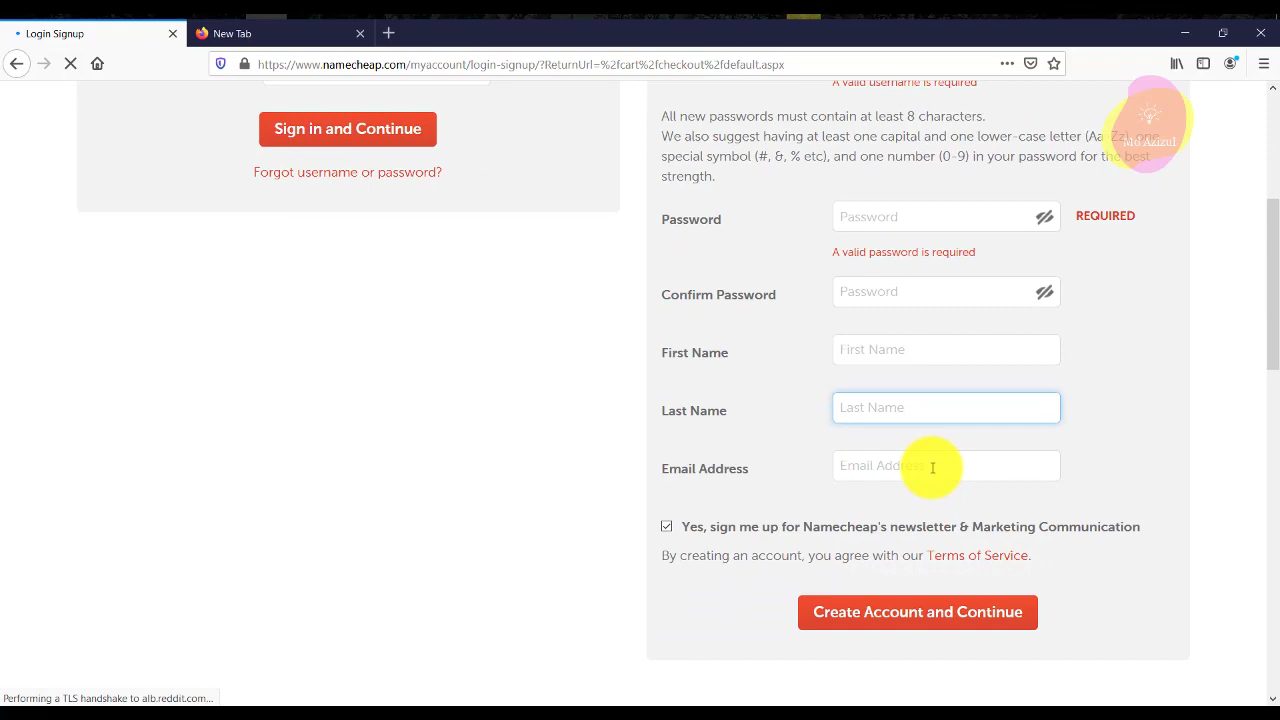 Login Signup
New Tab
https://www.namecheap.com/myaccount/login-signup/?ReturnUrl=%2fcart%2fcheckout%2fdefault.aspx
Sign in and Continue
Forgot username or password?
A valid username is required
All new passwords must contain at least 8 characters.
We also suggest having at least one capital and one lower-case letter (Aa-Zz), one
special symbol (#, &, % etc), and one number (0-9) in your password for the best
strength.
Md Azizul
Password
Password
REQUIRED
A valid password is required
Confirm Password
Password
First Name
First Name
Last Name
Last Name
Email Address
Email Address
Yes, sign me up for Namecheap's newsletter & Marketing Communication
By creating an account, you agree with our Terms of Service.
Create Account and Continue
Performing a TLS handshake to alb.reddit.com...